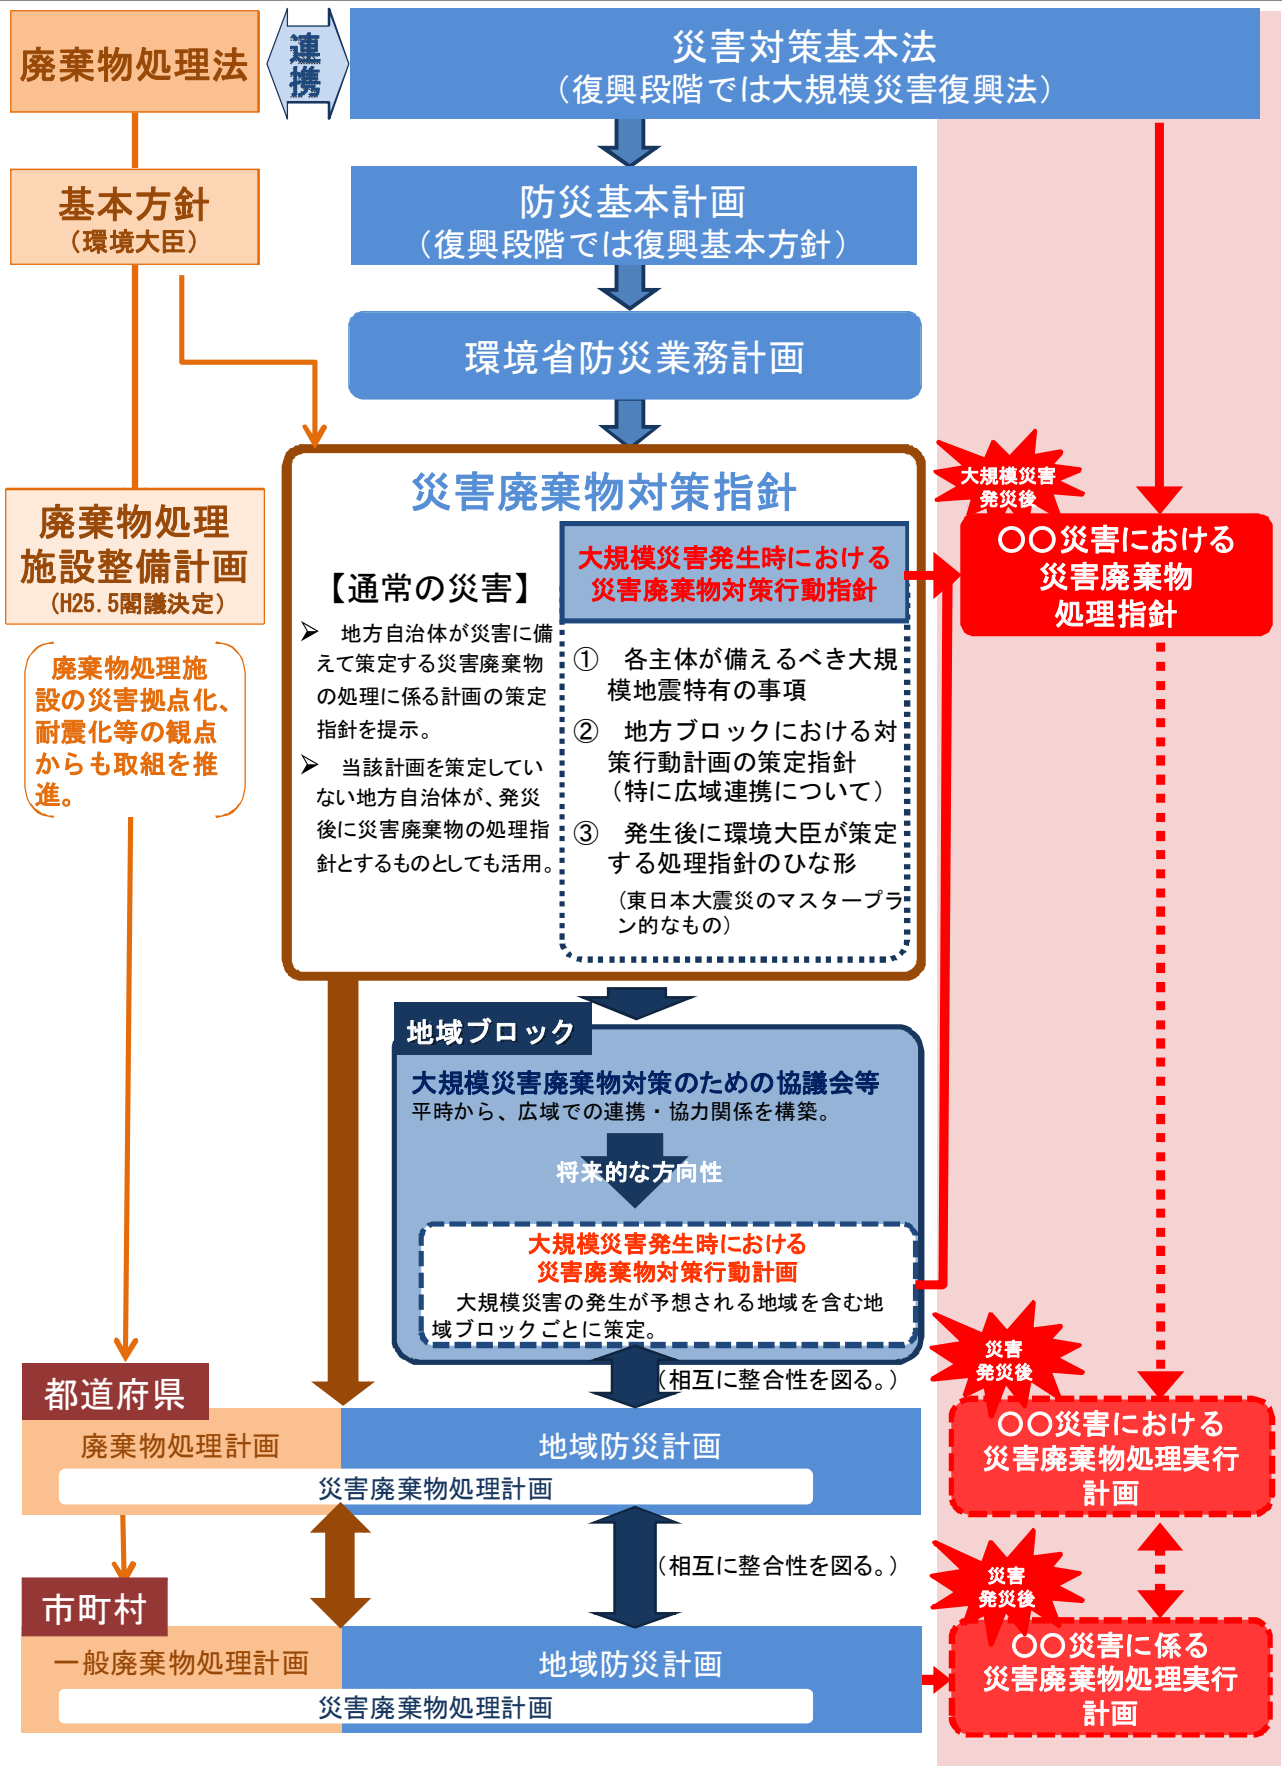 廃棄物処理法
連携
災害対策基本法
（復興段階では大規模災害復興法）
基本方針
（環境大臣）
防災基本計画
（復興段階では復興基本方針）
環境省防災業務計画
廃棄物処理
施設整備計画
（H25.5閣議決定）
廃棄物処理施
設の災害拠点化、
耐震化等の観点
からも取組を推
進。
災害廃棄物対策指針
【通常の災害】
➢ 地方自治体が災害に備
えて策定する災害廃棄物
の処理に係る計画の策定
指針を提示。
➢ 当該計画を策定してい
ない地方自治体が、発災
後に災害廃棄物の処理指
針とするものとしても活用。
大規模災害発生時における
災害廃棄物対策行動指針
① 各主体が備えるべき大規
模地震特有の事項
② 地方ブロックにおける対
策行動計画の策定指針
（特に広域連携について）
③ 発生後に環境大臣が策定
する処理指針のひな形
（東日本大震災のマスタープラ
ン的なもの）
大規模災害
発災後
〇〇災害における
災害廃棄物
処理指針
地域ブロック
大規模災害廃棄物対策のための協議会等
平時から、広域での連携・協力関係を構築。
将来的な方向性
大規模災害発生時における
災害廃棄物対策行動計画
大規模災害の発生が予想される地域を含む地
域ブロックごとに策定。
（相互に整合性を図る。）
都道府県
廃棄物処理計画
地域防災計画
災害廃棄物処理計画
災害
発災後
〇〇災害における
災害廃棄物処理実行
計画
（相互に整合性を図る。）
市町村
一般廃棄物処理計画
地域防災計画
災害廃棄物処理計画
災害
発災後
〇〇災害に係る
災害廃棄物処理実行
計画